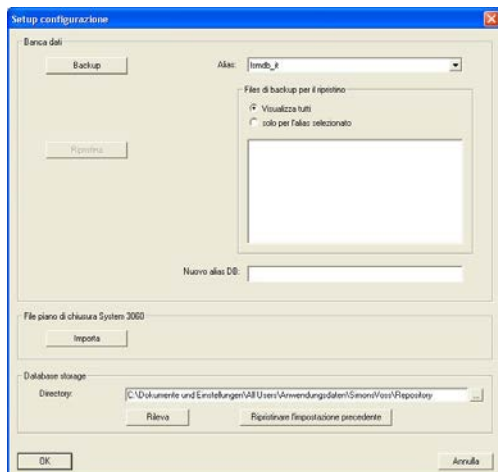 Setup configurazione
Banca dati
Backup
Alias:
lsmdb_it
Files di backup per il ripristino
Visualizza tutti
solo per l'alias selezionato
Ripristina
Nuovo alias DB:
File piano di chiusura System 3060
Importa
Database storage
Directory:
C:\Dokumente und Einstellungen\All Users\Anwendungsdaten\SimonsVoss\Repository
...
Rileva
Ripristinare l'impostazione precedente
OK
Annulla